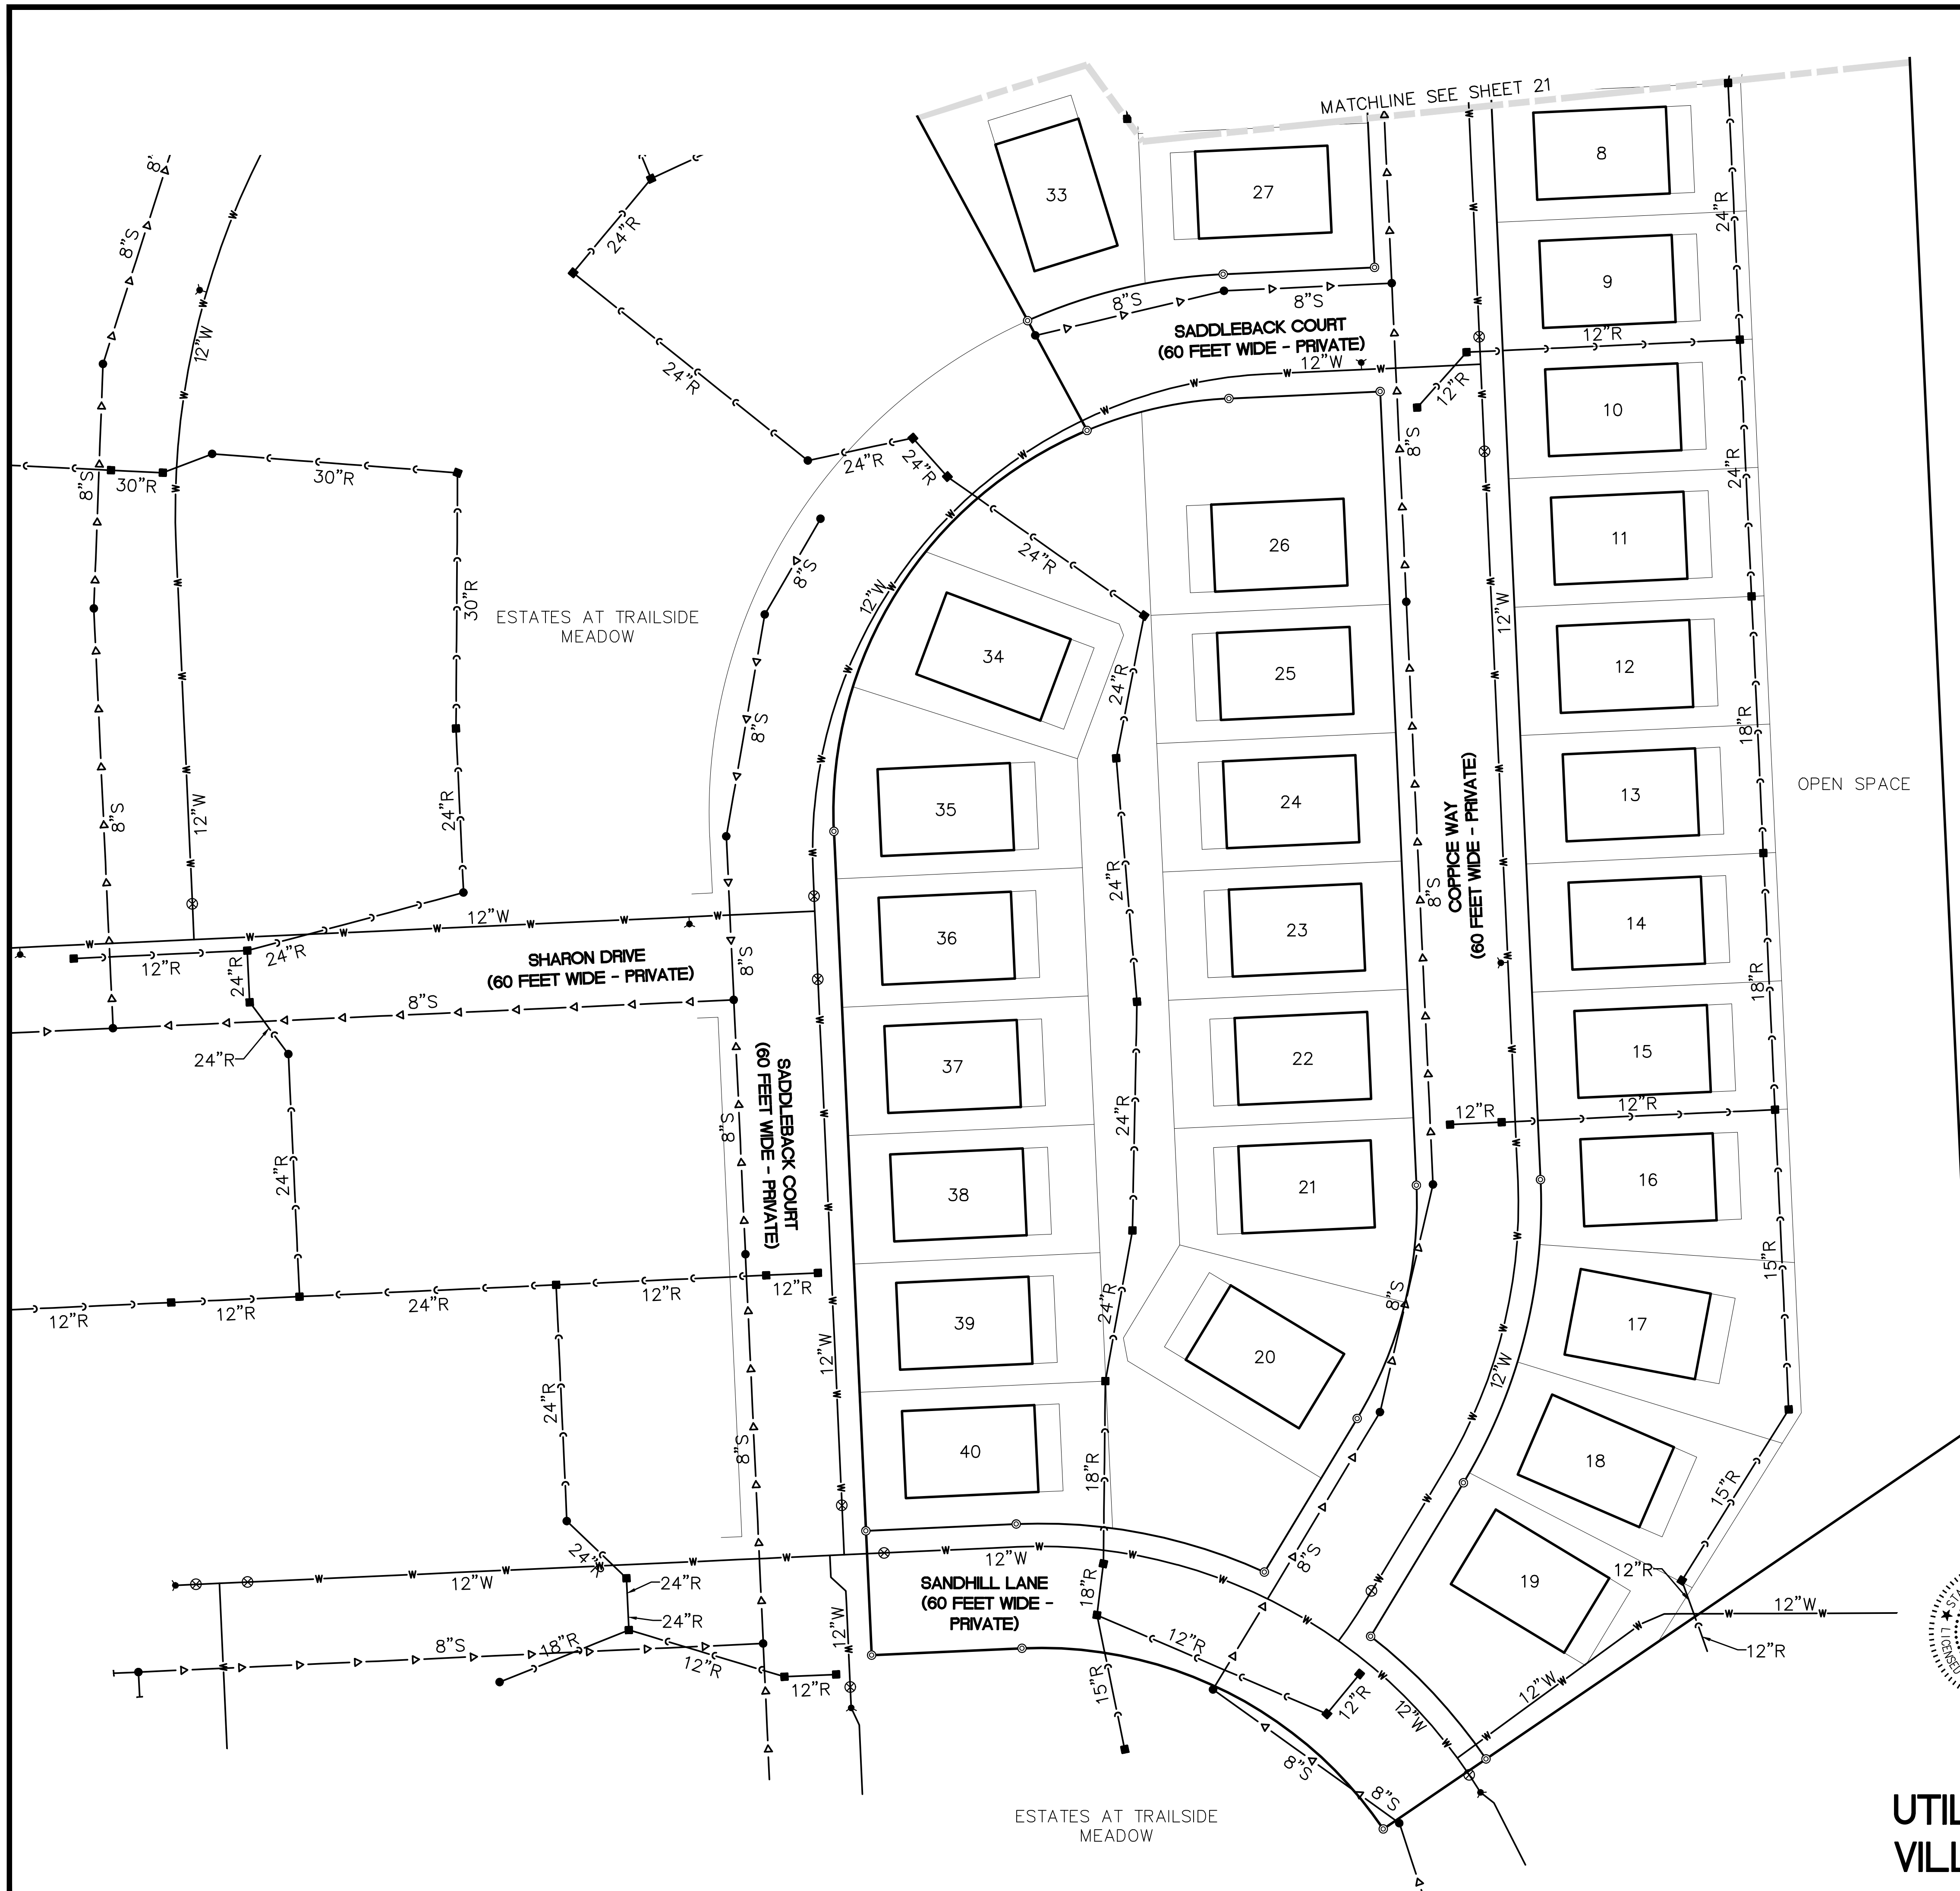 MATCHLINE SEE SHEET 21
8"S
8"S
12"W
24"R
24"R
24"R
24"R
24"R
33
27
8
9
10
11
12
13
14
15
16
17
18
19
8"S
8"S
SADDLEBACK COURT
(60 FEET WIDE - PRIVATE)
12"W
12"R
12"R
24"R
24"R
8"S
30"R
30"R
8"S
30"R
24"R
8"S
12"W
ESTATES AT TRAILSIDE
MEADOW
8"S
8"S
12"W
34
35
36
37
38
39
40
26
25
24
23
22
21
20
24"R
24"R
24"R
24"R
18"R
12"W
18"R
18"R
15"R
15"R
OPEN SPACE
COPPICE WAY
(60 FEET WIDE - PRIVATE)
8"S
12"R
12"R
12"W
12"R
24"R
24"R
SHARON DRIVE
(60 FEET WIDE - PRIVATE)
8"S
8"S
24"R
24"R
SADDLEBACK COURT
(60 FEET WIDE - PRIVATE)
8"S
12"R
12"R
24"R
12"R
12"R
12"W
24"R
8"S
8"S
12"W
24"R
24"R
24"R
12"W
8"S
18"R
12"R
12"R
12"W
12"W
SANDHILL LANE
(60 FEET WIDE -
PRIVATE)
18"R
15"R
12"R
12"R
8"S
12"W
12"W
12"R
12"W
12"R
8"S
8"S
ESTATES AT TRAILSIDE
MEADOW